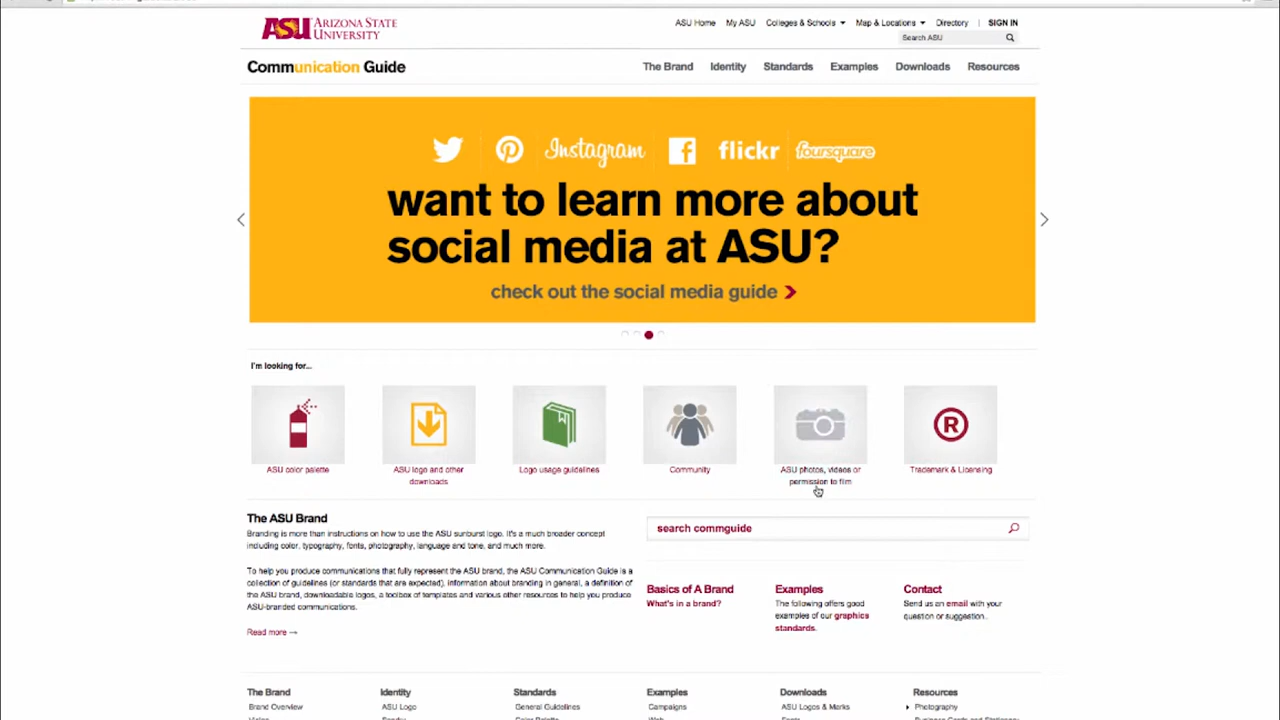 ASU ARIZONA STATE UNIVERSITY
ASU Home My ASU Colleges & Schools Map & Locations Directory SIGN IN
Search ASU
Communication Guide
The Brand Identity Standards Examples Downloads Resources
Instagram f flickr foursquare
want to learn more about
social media at ASU?
check out the social media guide
I'm looking for...
R
ASU color palette
ASU logo and other
downloads
Logo usage guidelines
Community
ASU photos, videos or
permission to film
Trademark & Licensing
The ASU Brand
Branding is more than instructions on how to use the ASU sunburst logo. It's a much broader concept
including color, typography, fonts, photography, language and tone, and much more.
To help you produce communications that fully represent the ASU brand, the ASU Communication Guide is a
collection of guidelines (or standards that are expected), information about branding in general, a definition of
the ASU brand, downloadable logos, a toolbox of templates and various other resources to help you produce
ASU-branded communications.
Read more →
search commguide
Basics of A Brand
What's in a brand?
Examples
The following offers good
examples of our graphics
standards.
Contact
Send us an email with your
question or suggestion..
The Brand Identity Standards Examples Downloads Resources
Brand Overview ASU Logo General Guidelines Campaigns ASU Logos & Marks Photography